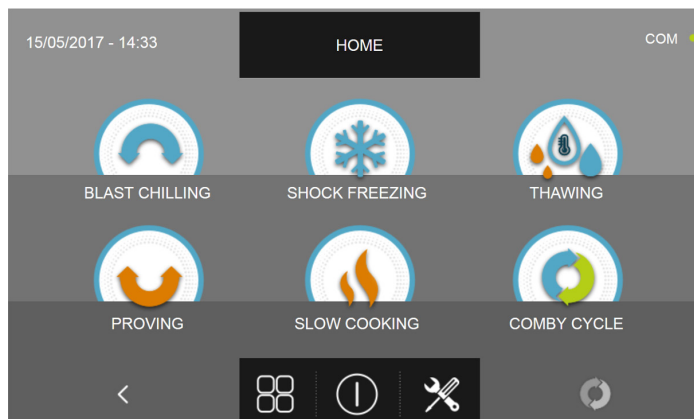 15/05/2017 - 14:33
HOME
COM
BLAST CHILLING
SHOCK FREEZING
THAWING
PROVING
SLOW COOKING
COMBY CYCLE